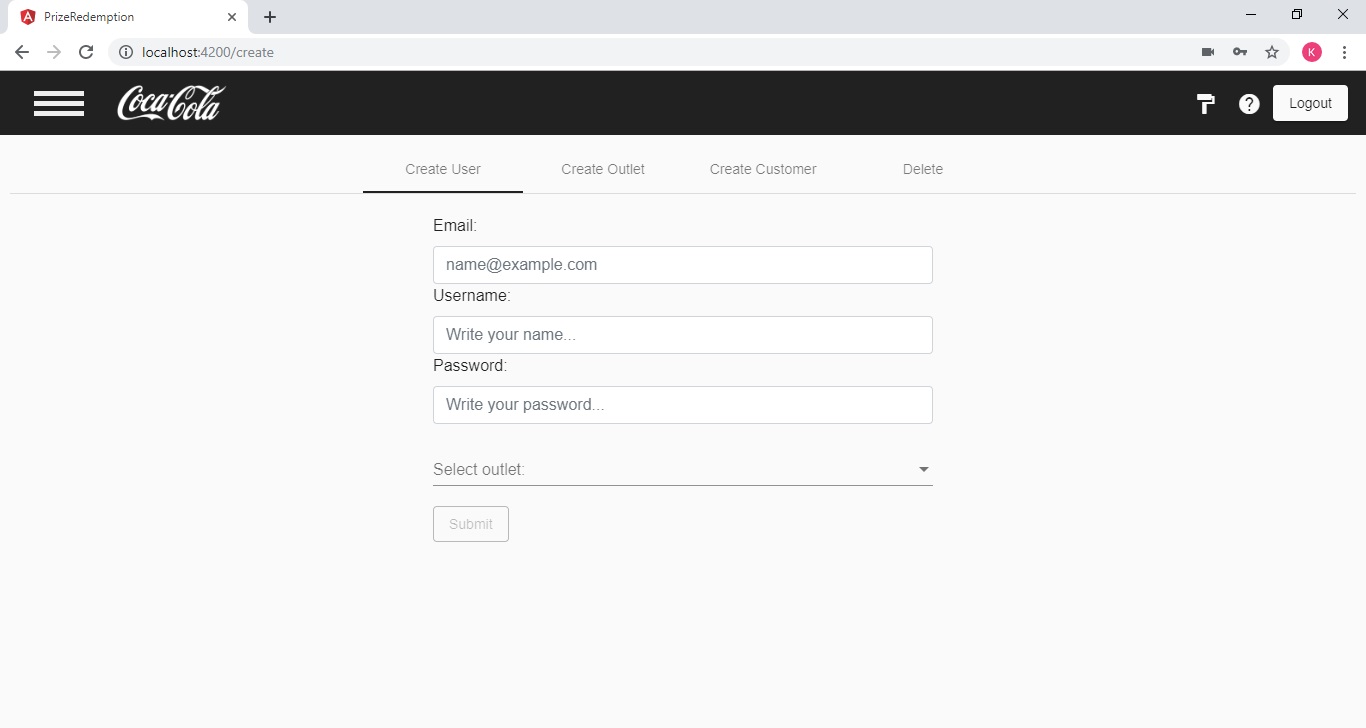 PrizeRedemption
localhost:4200/create
K
Coca-Cola
Logout
Create User
Create Outlet
Create Customer
Delete
Email:
name@example.com
Username:
Write your name...
Password:
Write your password...
Select outlet:
Submit